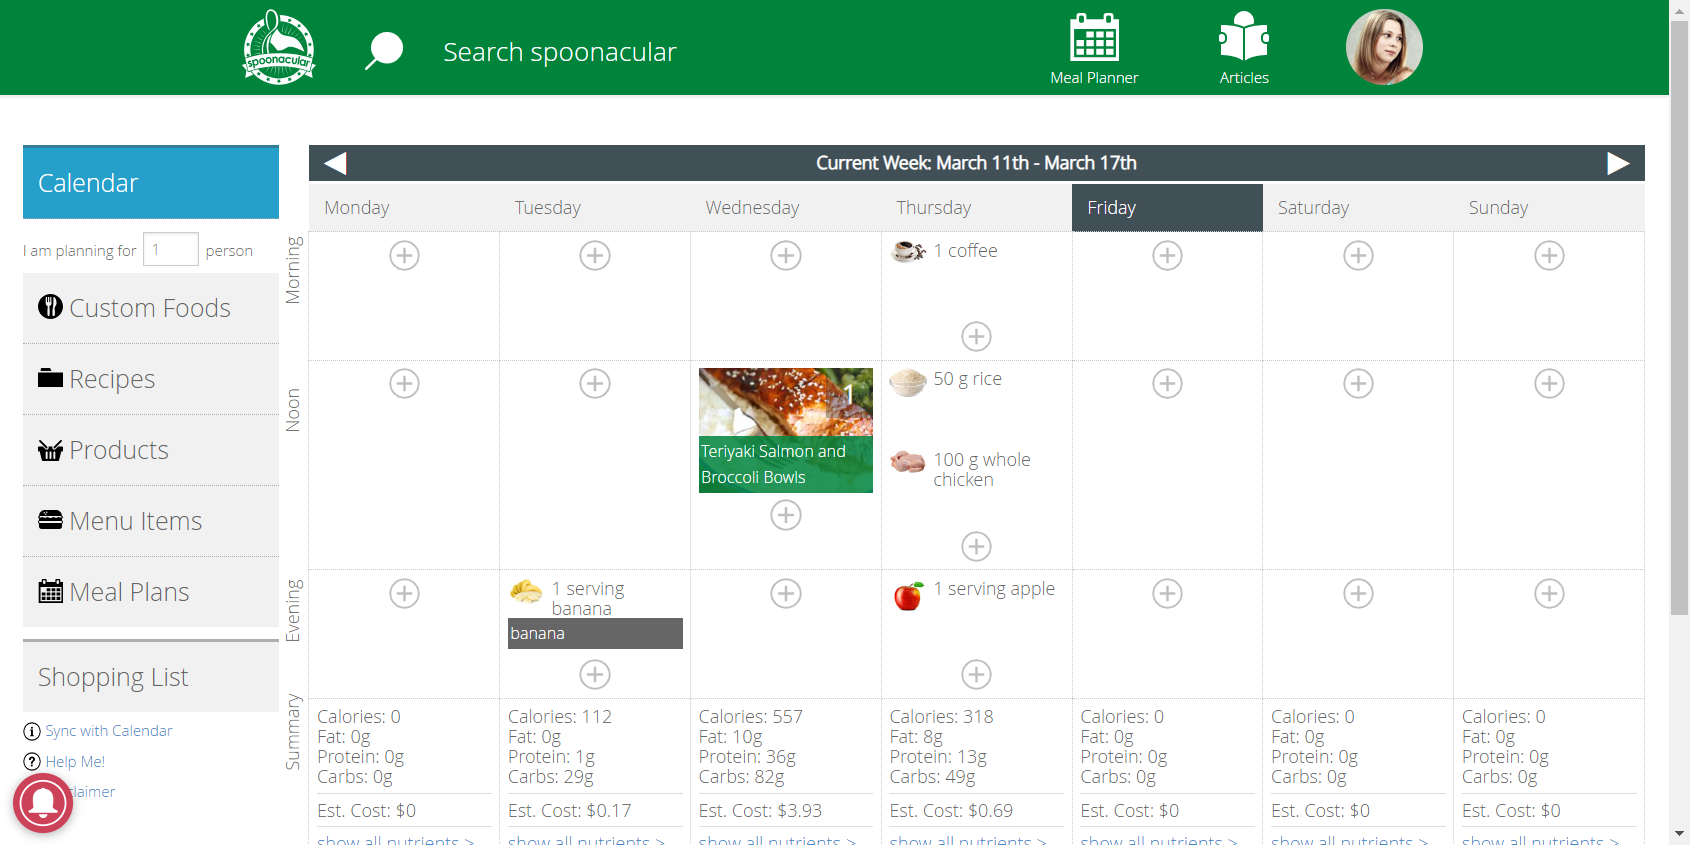 spoonacular
Search spoonacular
Meal Planner
Articles
Calendar
I am planning for 1 person
Custom Foods
Recipes
Products
Menu Items
Meal Plans
Shopping List
Sync with Calendar
Help Me!
claimer
Current Week: March 11th - March 17th
Monday Tuesday Wednesday Thursday Friday Saturday Sunday
Morning
1 coffee
Noon
1
Teriyaki Salmon and
Broccoli Bowls
50 g rice
100 g whole
chicken
Evening
1 serving
banana
banana
1 serving apple
Summary
Calories: 0
Fat: 0g
Protein: 0g
Carbs: 0g
Est. Cost: $0
show all nutrients >
Calories: 112
Fat: 0g
Protein: 1g
Carbs: 29g
Est. Cost: $0.17
show all nutrients >
Calories: 557
Fat: 10g
Protein: 36g
Carbs: 82g
Est. Cost: $3.93
show all nutrients >
Calories: 318
Fat: 8g
Protein: 13g
Carbs: 49g
Est. Cost: $0.69
show all nutrients >
Calories: 0
Fat: 0g
Protein: 0g
Carbs: 0g
Est. Cost: $0
show all nutrients >
Calories: 0
Fat: 0g
Protein: 0g
Carbs: 0g
Est. Cost: $0
show all nutrients >
Calories: 0
Fat: 0g
Protein: 0g
Carbs: 0g
Est. Cost: $0
show all nutrients >